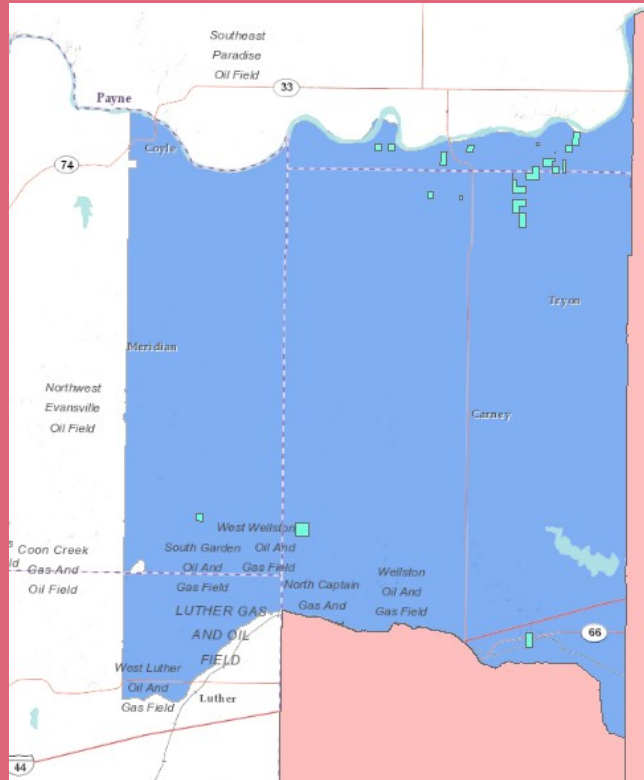 Southeast
Paradise
Oil Field
33
Payne
Coyle
74
Tryon
Meridian
Northwest
Evansville
Oil Field
Carney
West Wellston
Oil And
Gas Field
South Garden
Oil And
Gas Field
Coon Creek
Gas And
Oil Field
Wellston
Oil And
Gas Field
North Captain
Gas And
LUTHER GAS
AND OIL
FIELD
66
West Luther
Oil And
Gas Field
Luther
44